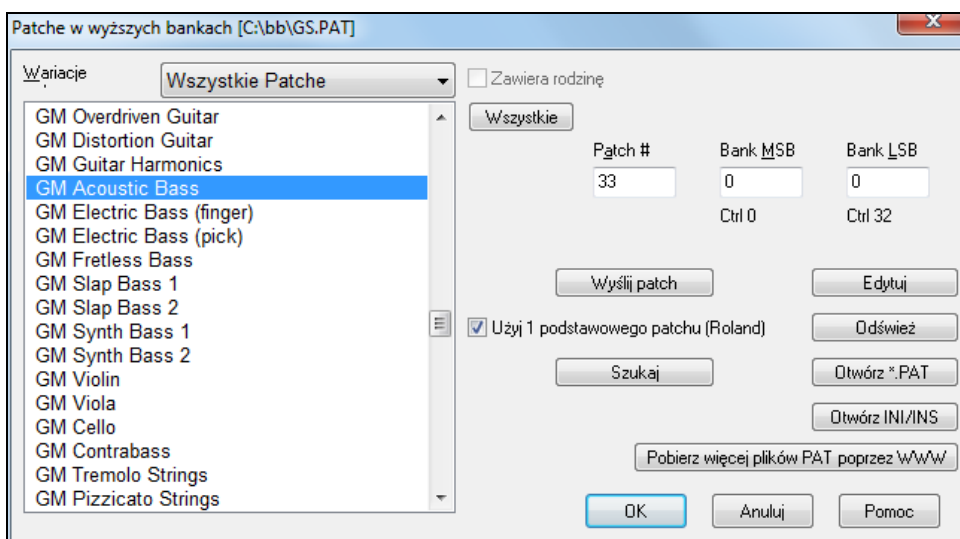 Patche w wyższych bankach [C:\bb\GS.PAT]
Wariacje
Wszystkie Patche
Zawiera rodzinę
Wszystkie
GM Overdriven Guitar
GM Distortion Guitar
GM Guitar Harmonics
GM Acoustic Bass
GM Electric Bass (finger)
GM Electric Bass (pick)
GM Fretless Bass
GM Slap Bass 1
GM Slap Bass 2
GM Synth Bass 1
GM Synth Bass 2
GM Violin
GM Viola
GM Cello
GM Contrabass
GM Tremolo Strings
GM Pizzicato Strings
Patch # Bank MSB Bank LSB
33 0 0
Ctrl 0 Ctrl 32
Wyślij patch Edytuj
Użyj 1 podstawowego patchu (Roland) Odśwież
Szukaj Otwórz *.PAT
Otwórz INI/INS
Pobierz więcej plików PAT poprzez WWW
OK Anuluj Pomoc